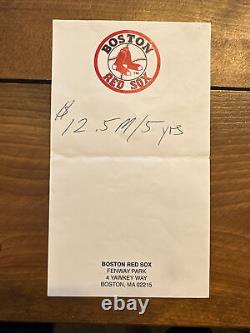 BOSTON
RED SOX
$
12.5M/5 yrs
BOSTON RED SOX
FENWAY PARK
4 YAWKEY WAY
BOSTON, MA 02215